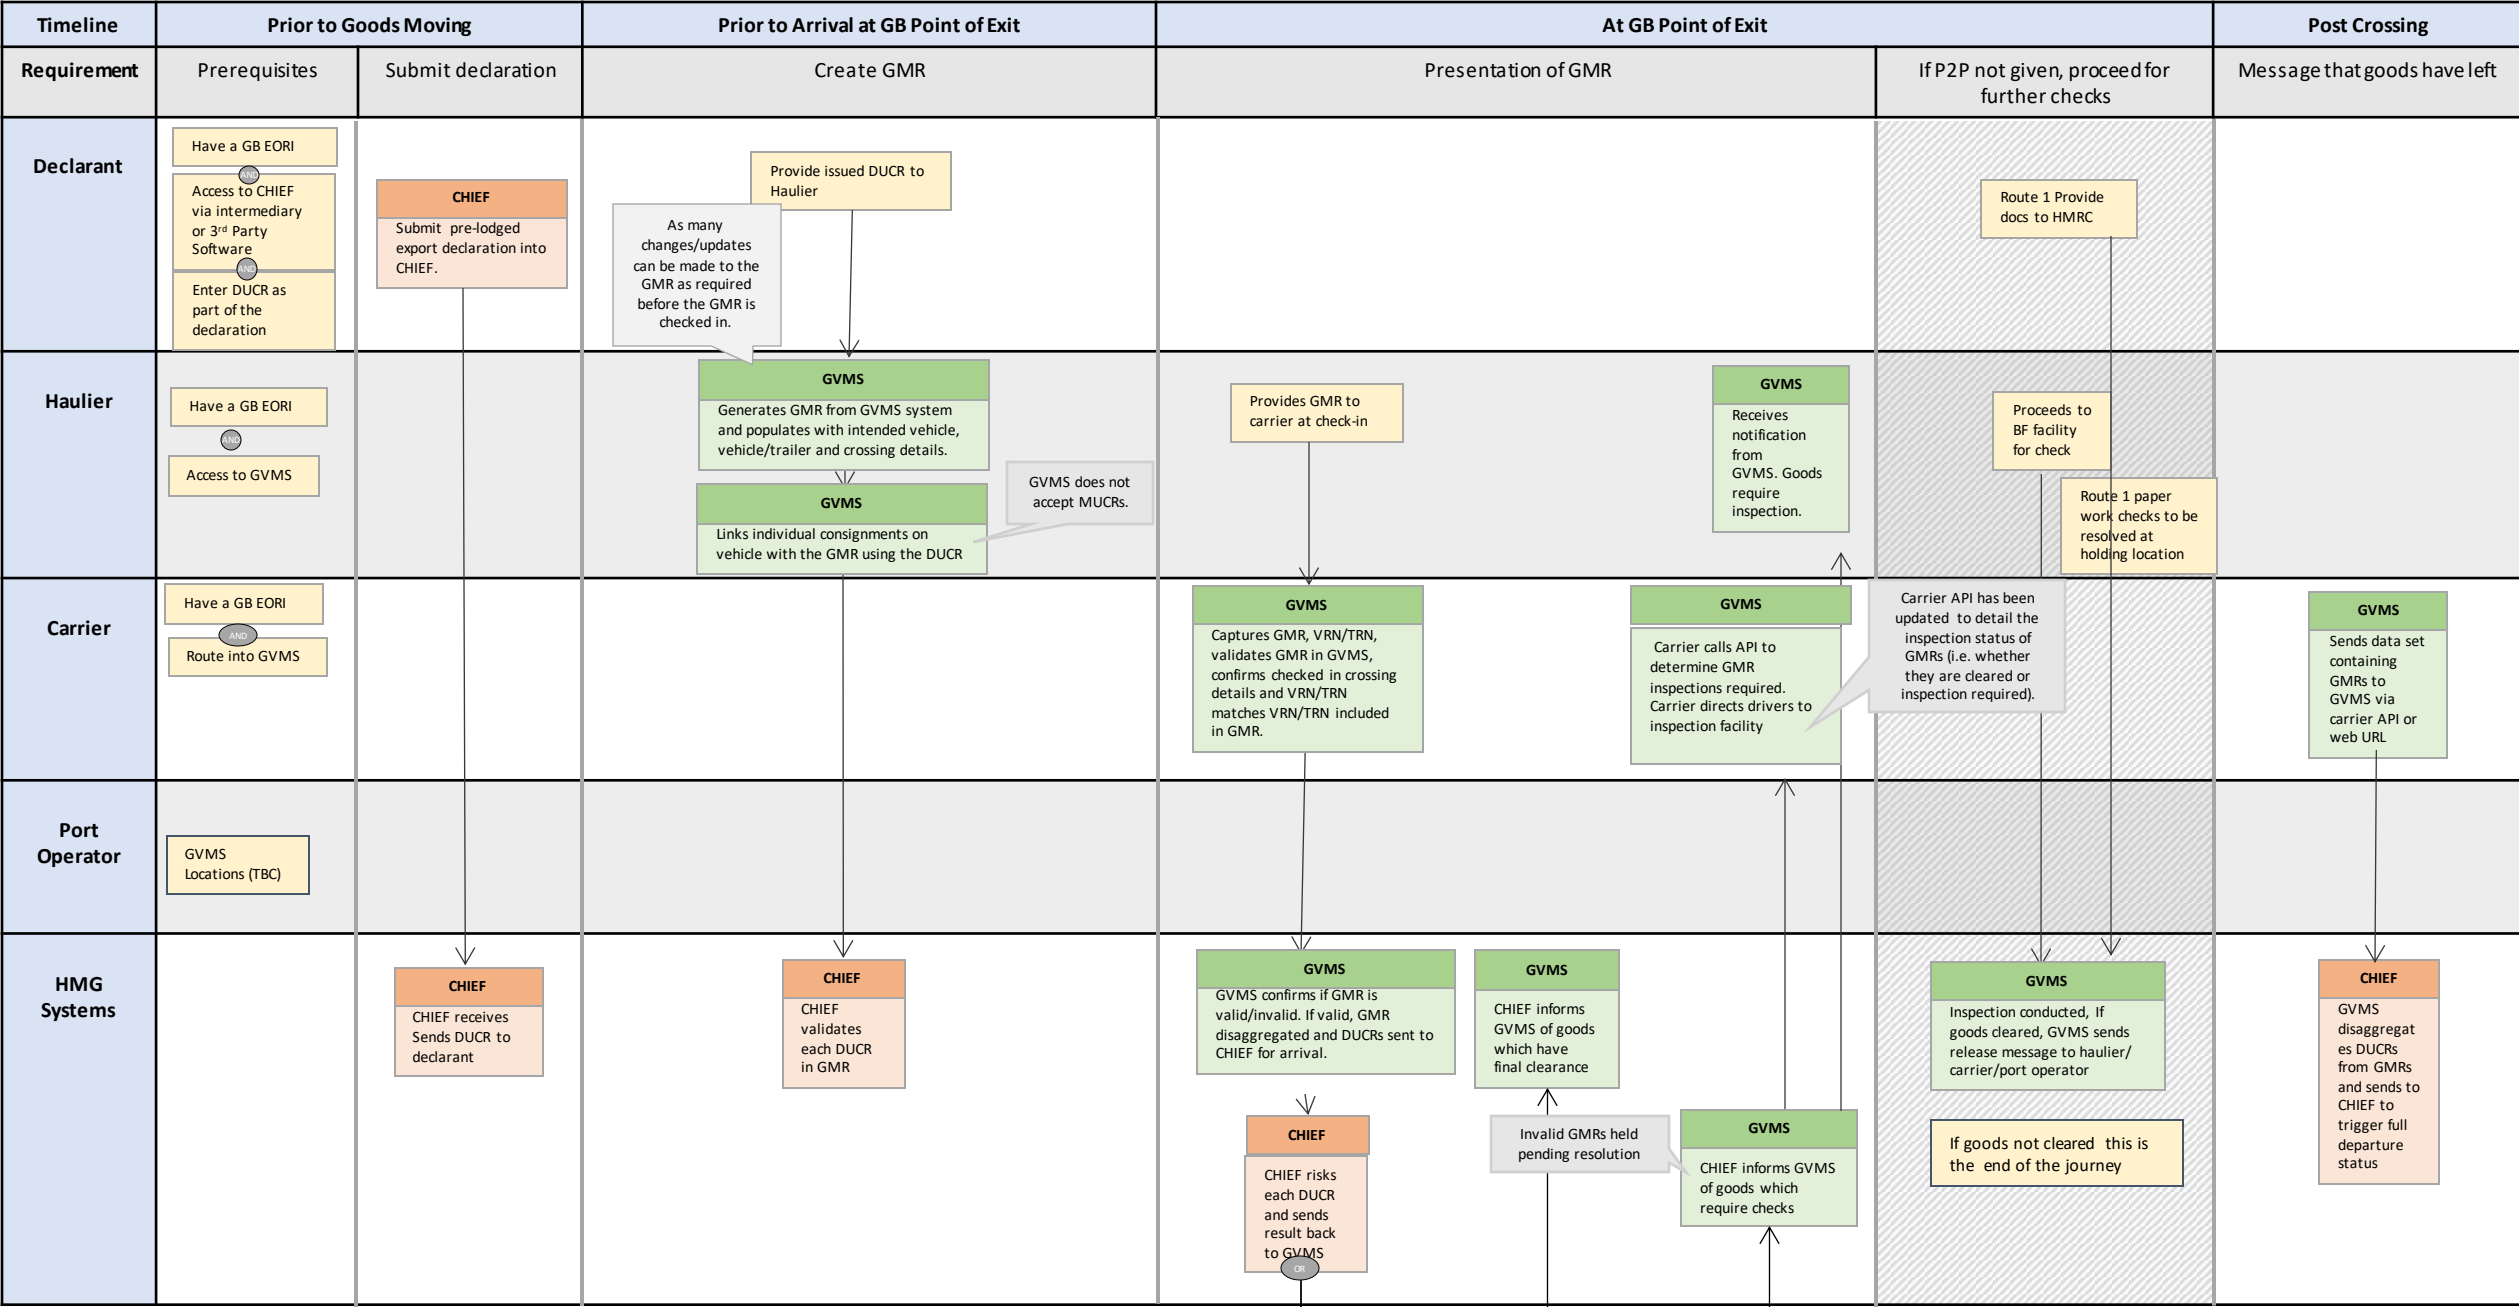 Timeline
Prior to Goods Moving
Prior to Arrival at GB Point of Exit
At GB Point of Exit
Post Crossing
Requirement
Prerequisites
Submit declaration
Create GMR
Presentation of GMR
If P2P not given, proceed for
further checks
Message that goods have left
Declarant
Have a GB EORI
AND
Access to CHIEF
via intermediary
or 3rd Party
Software
AND
Enter DUCR as
part of the
declaration
CHIEF
Submit pre-lodged
export declaration into
CHIEF.
Provide issued DUCR to
Haulier
As many
changes/updates
can be made to the
GMR as required
before the GMR is
checked in.
Route 1 Provide
docs to HMRC
Haulier
Have a GB EORI
AND
Access to GVMS
GVMS
Generates GMR from GVMS system
and populates with intended vehicle,
vehicle/trailer and crossing details.
GVMS
Links individual consignments on
vehicle with the GMR using the DUCR
GVMS does not
accept MUCRs.
Provides GMR to
carrier at check-in
GVMS
Receives
notification
from
GVMS. Goods
require
inspection.
Proceeds to
BF facility
for check
Route 1 paper
work checks to be
resolved at
holding location
Carrier
Have a GB EORI
AND
Route into GVMS
GVMS
Captures GMR, VRN/TRN,
validates GMR in GVMS,
confirms checked in crossing
details and VRN/TRN
matches VRN/TRN included
in GMR.
GVMS
Carrier calls API to
determine GMR
inspections required.
Carrier directs drivers to
inspection facility
Carrier API has been
updated to detail the
inspection status of
GMRs (i.e. whether
they are cleared or
inspection required).
GVMS
Sends data set
containing
GMRs to
GVMS via
carrier API or
web URL
Port
Operator
GVMS
Locations (TBC)
HMG
Systems
CHIEF
CHIEF receives
Sends DUCR to
declarant
CHIEF
CHIEF
validates
each DUCR
in GMR
GVMS
GVMS confirms if GMR is
valid/invalid. If valid, GMR
disaggregated and DUCRs sent to
CHIEF for arrival.
CHIEF
CHIEF risks
each DUCR
and sends
result back
to GVMS
OR
GVMS
CHIEF informs
GVMS of goods
which have
final clearance
Invalid GMRs held
pending resolution
GVMS
CHIEF informs GVMS
of goods which
require checks
GVMS
Inspection conducted, If
goods cleared, GVMS sends
release message to haulier/
carrier/port operator
If goods not cleared this is
the end of the journey
CHIEF
GVMS
disaggregat
es DUCRs
from GMRs
and sends to
CHIEF to
trigger full
departure
status